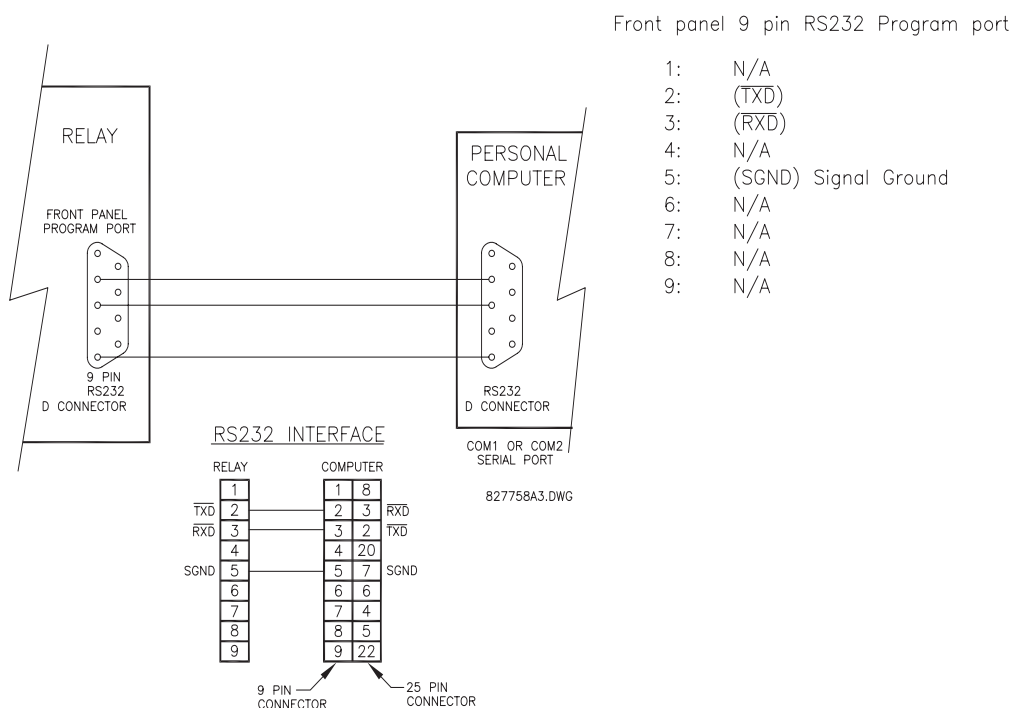 Front panel 9 pin RS232 Program port
1: N/A
2: (TXD)
3: (RXD)
4: N/A
5: (SGND) Signal Ground
6: N/A
7: N/A
8: N/A
9: N/A
RELAY
FRONT PANEL
PROGRAM PORT
9 PIN
RS232
D CONNECTOR
PERSONAL
COMPUTER
RS232
D CONNECTOR
COM1 OR COM2
SERIAL PORT
827758A3.DWG
RS232 INTERFACE
RELAY COMPUTER
1 1 8
TXD 2 2 3 RXD
RXD 3 3 2 TXD
4 4 20
SGND 5 5 7 SGND
6 6 6
7 7 4
8 8 5
9 9 22
9 PIN
CONNECTOR
25 PIN
CONNECTOR